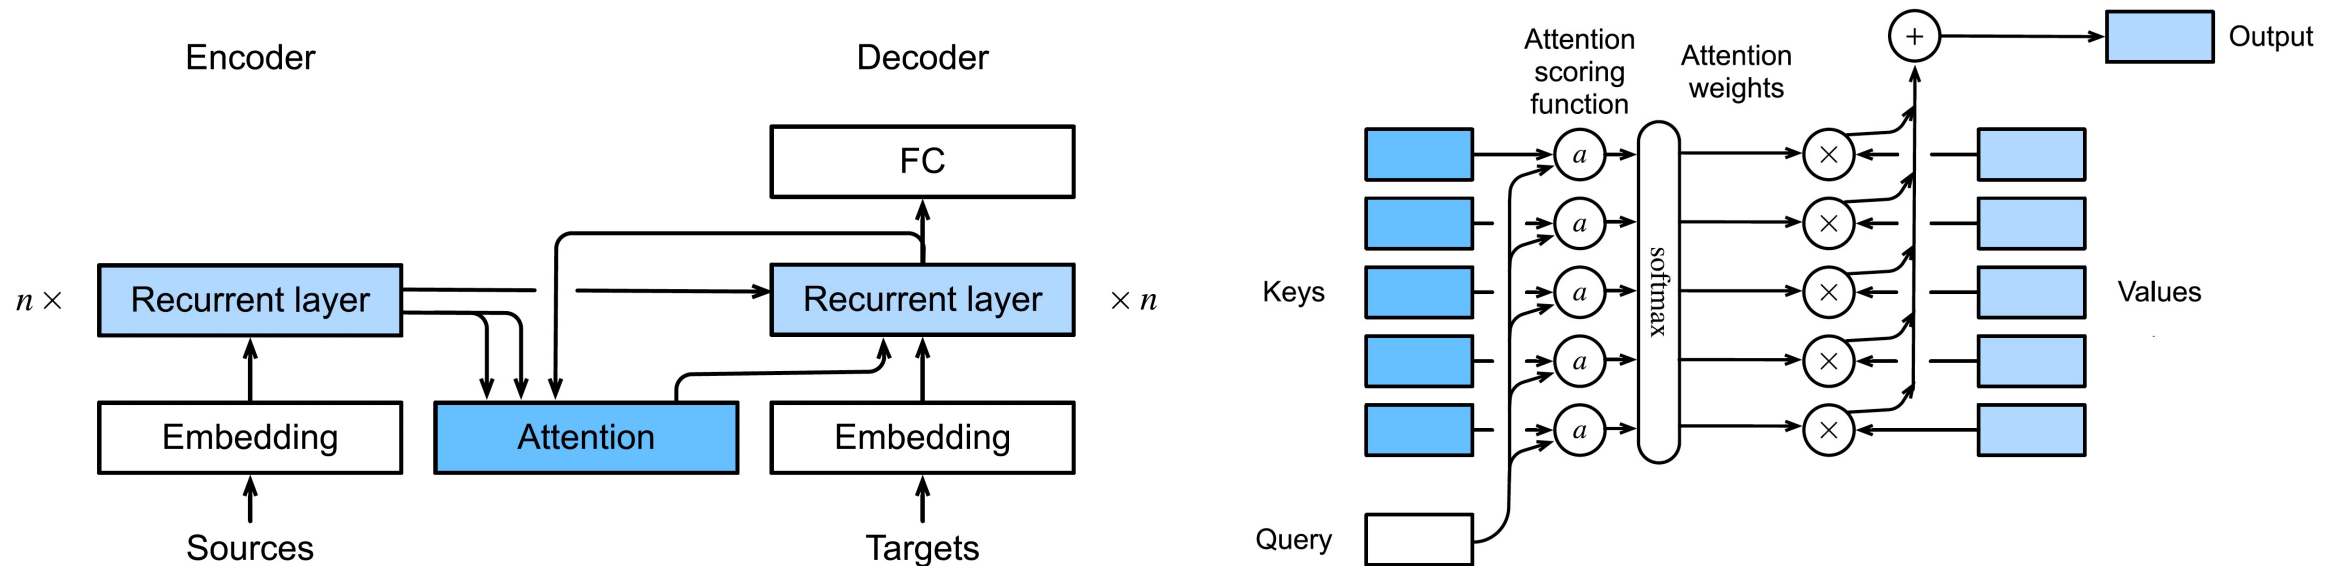 Encoder
Decoder
FC
n ×
Recurrent layer
Recurrent layer
× n
Embedding
Attention
Embedding
Sources
Targets
Attention
scoring
function
Attention
weights
+
Output
a
×
a
×
Keys
a
softmax
×
Values
a
×
a
×
Query